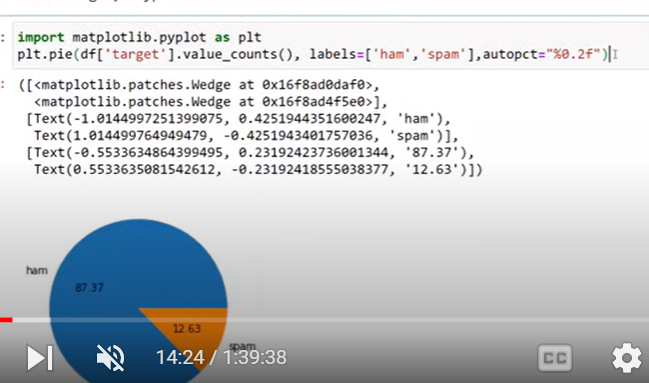 : import matplotlib.pyplot as plt
plt.pie(df['target'].value_counts(), labels=['ham','spam'],autopct="%0.2f")
: ([<matplotlib.patches.Wedge at 0x16f8ad0daf0>,
<matplotlib.patches.Wedge at 0x16f8ad4f5e0>],
[Text(-1.0144997251399075, 0.4251944351600247, 'ham'),
Text(1.014499764949479, -0.4251943401757036, 'spam')],
[Text(-0.5533634864399495, 0.23192423736001344, '87.37'),
Text(0.5533635081542612, -0.23192418555038377, '12.63')])
ham
87.37
12.63
spam
14:24 / 1:39:38
CC